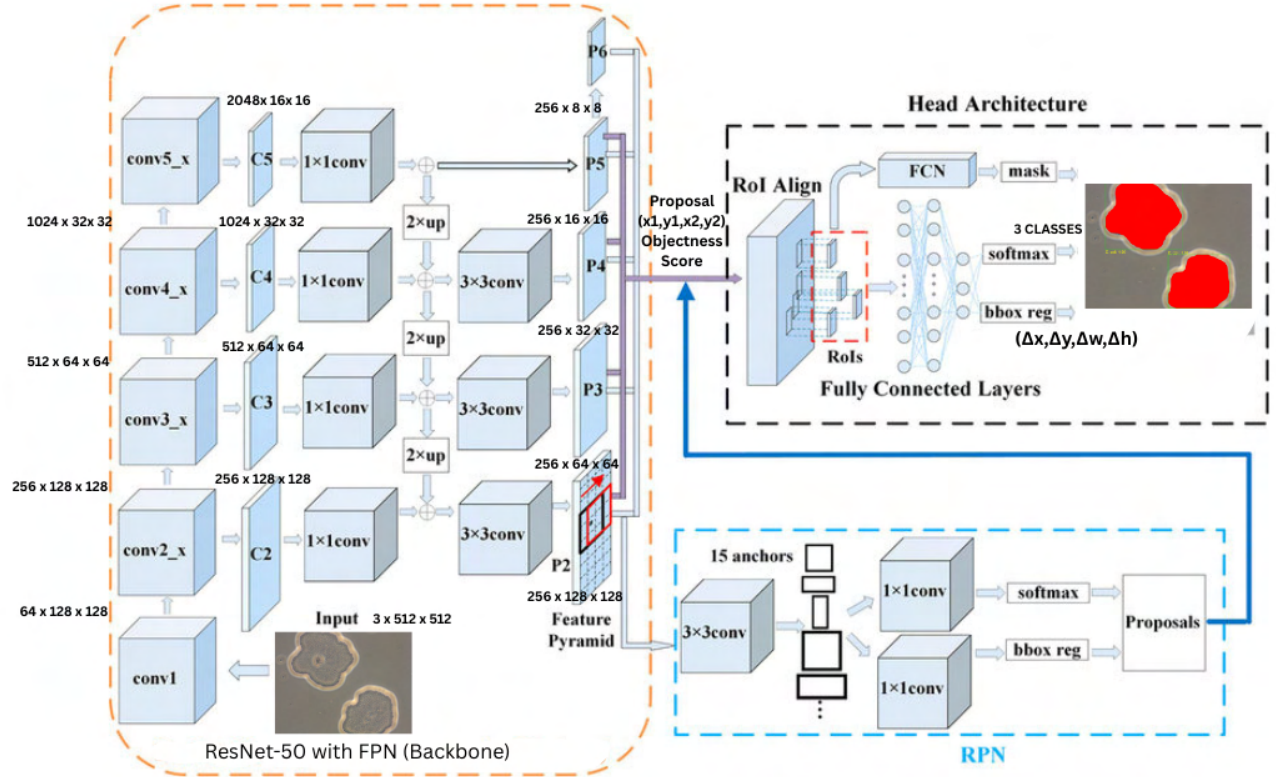 P6
2048x 16x 16
256 x 8 x 8
conv5_x
C5
1×1conv
P5
1024 x 32x 32
1024 x 32x 32
2×up
256 x 16 x 16
conv4_x
C4
1×1conv
3×3conv
P4
2×up
256 x 32 x 32
512 x 64 x 64
512 x 64 x 64
conv3_x
C3
1×1conv
3×3conv
P3
2×up
256 x 64 x 64
256 x 128 x 128
256 x 128 x 128
conv2_x
C2
1×1conv
3×3conv
P2
256 x 128 x 128
64 x 128 x 128
Input
3 x 512 x 512
Feature
Pyramid
conv1
ResNet-50 with FPN (Backbone)
Proposal
(x1,y1,x2,y2)
Objectness
Score
Head Architecture
RoI Align
FCN
mask
3 CLASSES
softmax
bbox reg
(Δx,Δy,Δw,Δh)
RoIs
Fully Connected Layers
15 anchors
3×3conv
1×1conv
softmax
1×1conv
bbox reg
Proposals
RPN